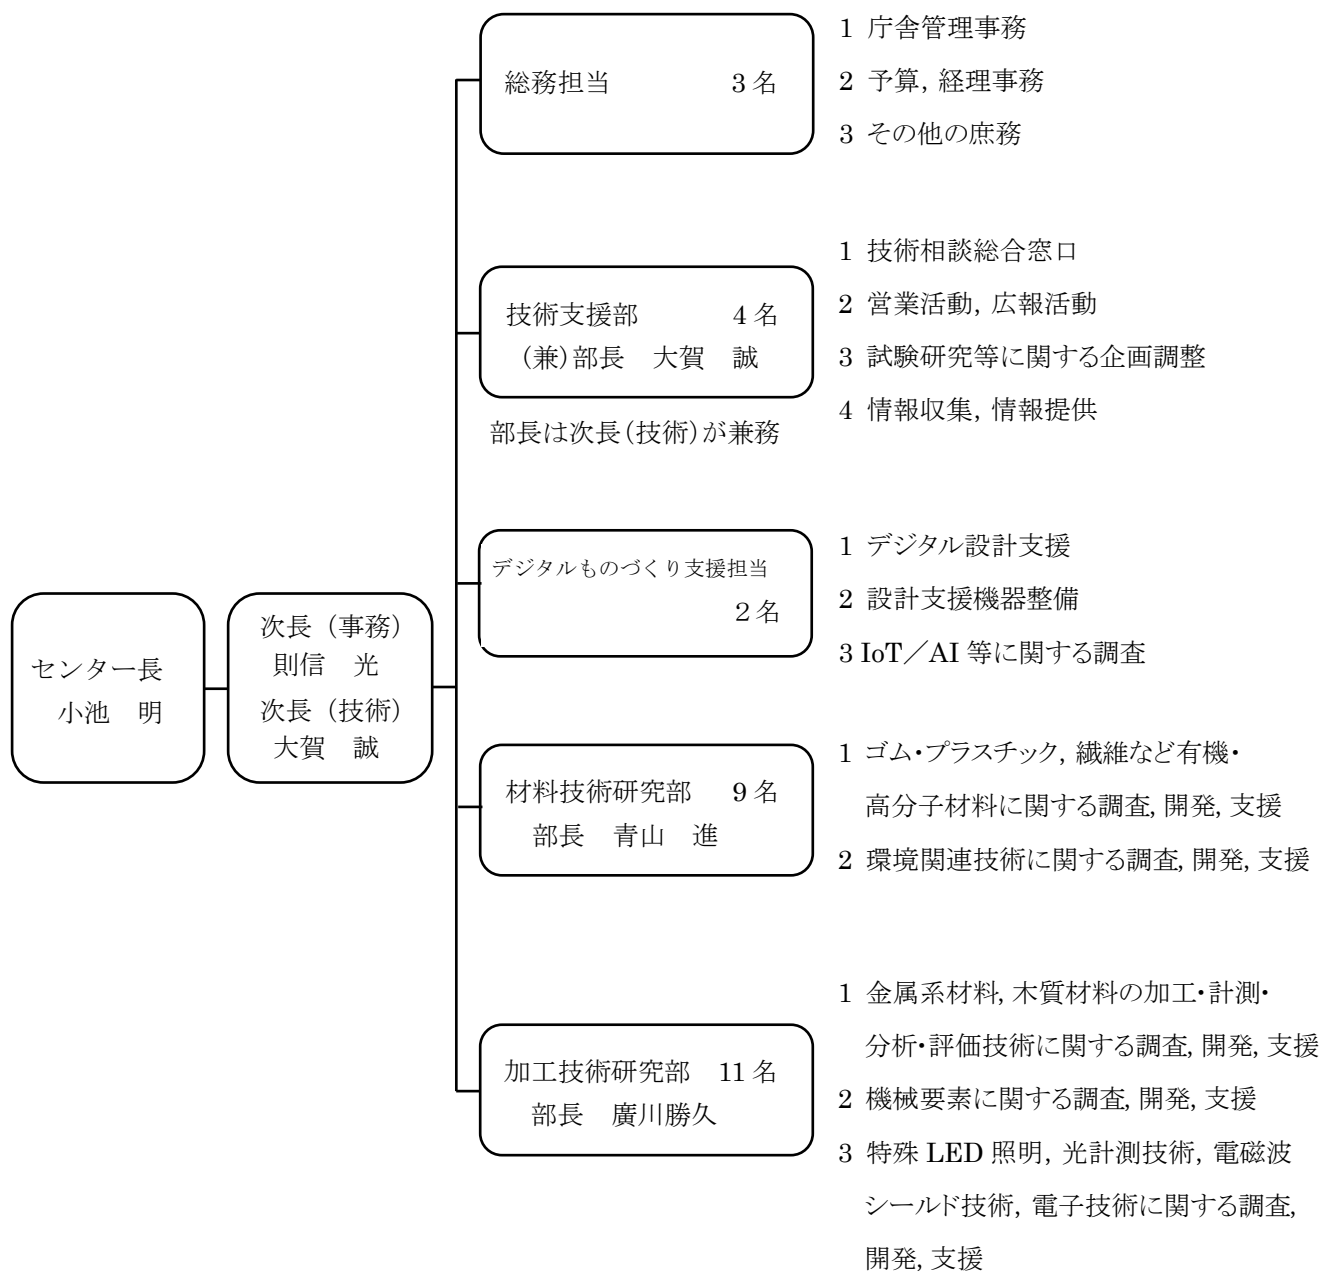 センター長
小池　明
次長（事務）
則信　光
次長（技術）
大賀　誠
総務担当　3名
1 庁舎管理事務
2 予算, 経理事務
3 その他の庶務
技術支援部　4名
（兼）部長　大賀　誠
部長は次長（技術）が兼務
1 技術相談総合窓口
2 営業活動, 広報活動
3 試験研究等に関する企画調整
4 情報収集, 情報提供
デジタルものづくり支援担当
２名
1 デジタル設計支援
2 設計支援機器整備
3 IoT／AI 等に関する調査
材料技術研究部　9名
部長　青山　進
1 ゴム・プラスチック, 繊維など有機・
高分子材料に関する調査, 開発, 支援
2 環境関連技術に関する調査, 開発, 支援
加工技術研究部　11名
部長　廣川勝久
1 金属系材料, 木質材料の加工・計測・
分析・評価技術に関する調査, 開発, 支援
2 機械要素に関する調査, 開発, 支援
3 特殊 LED 照明, 光計測技術, 電磁波
シールド技術, 電子技術に関する調査,
開発, 支援